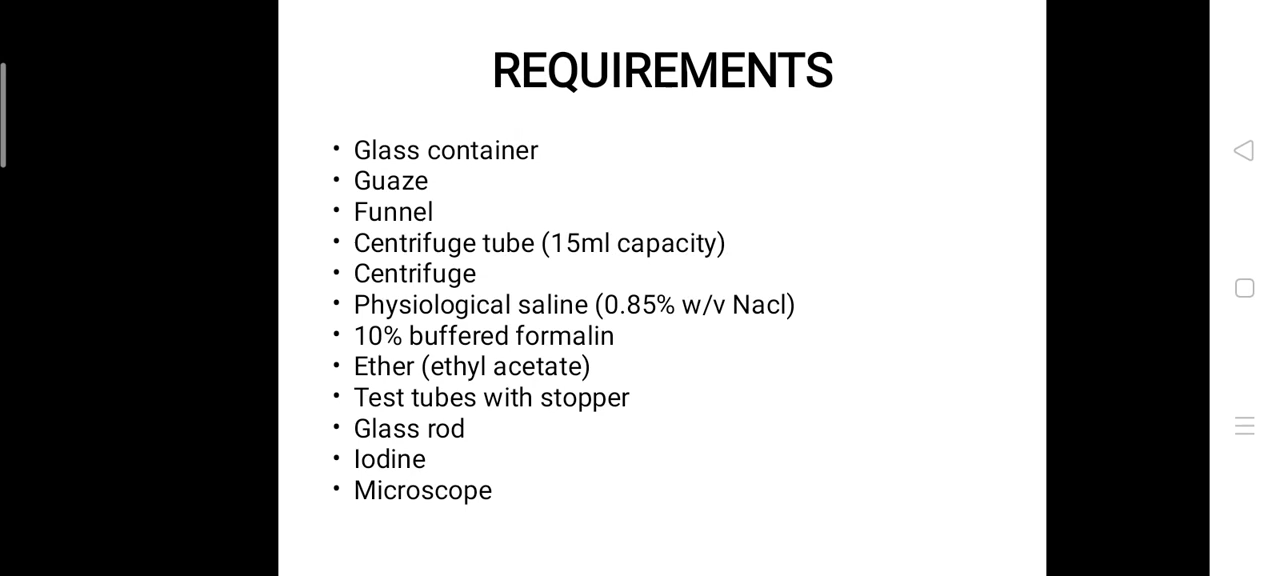 REQUIREMENTS
• Glass container
• Guaze
• Funnel
• Centrifuge tube (15ml capacity)
• Centrifuge
• Physiological saline (0.85% w/v Nacl)
• 10% buffered formalin
• Ether (ethyl acetate)
• Test tubes with stopper
• Glass rod
• Iodine
• Microscope